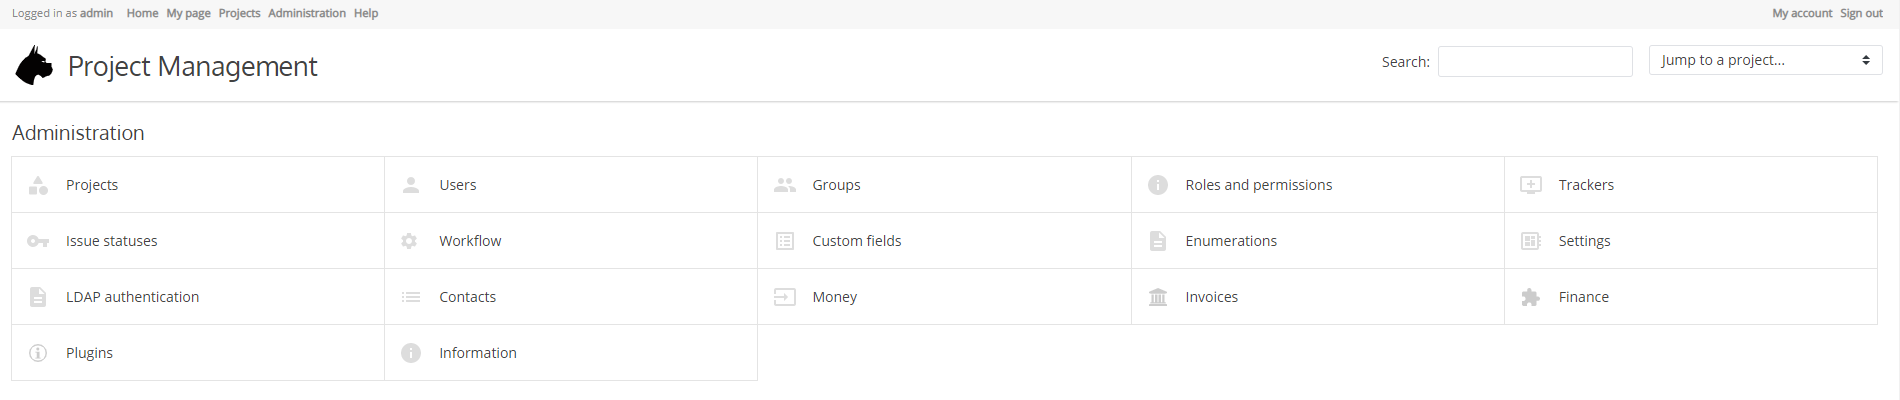 Logged in as admin Home My page Projects Administration Help My account Sign out
Project Management Search: Jump to a project...
Administration
Projects Users Groups Roles and permissions Trackers
Issue statuses Workflow Custom fields Enumerations Settings
LDAP authentication Contacts Money Invoices Finance
Plugins Information